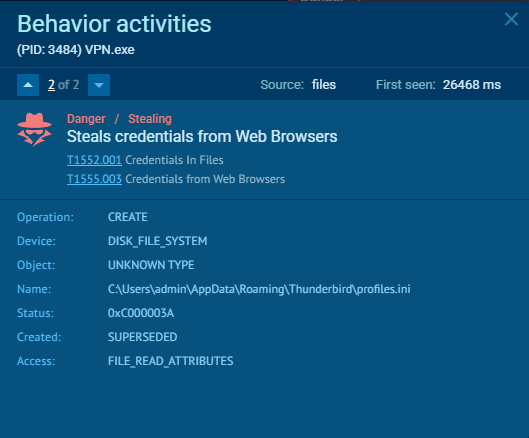 Behavior activities
(PID: 3484) VPN.exe
2 of 2 Source: files First seen: 26468 ms
Danger / Stealing
Steals credentials from Web Browsers
T1552.001 Credentials In Files
T1555.003 Credentials from Web Browsers
Operation: CREATE
Device: DISK_FILE_SYSTEM
Object: UNKNOWN TYPE
Name: C:\Users\admin\AppData\Roaming\Thunderbird\profiles.ini
Status: 0xC000003A
Created: SUPERSEDED
Access: FILE_READ_ATTRIBUTES